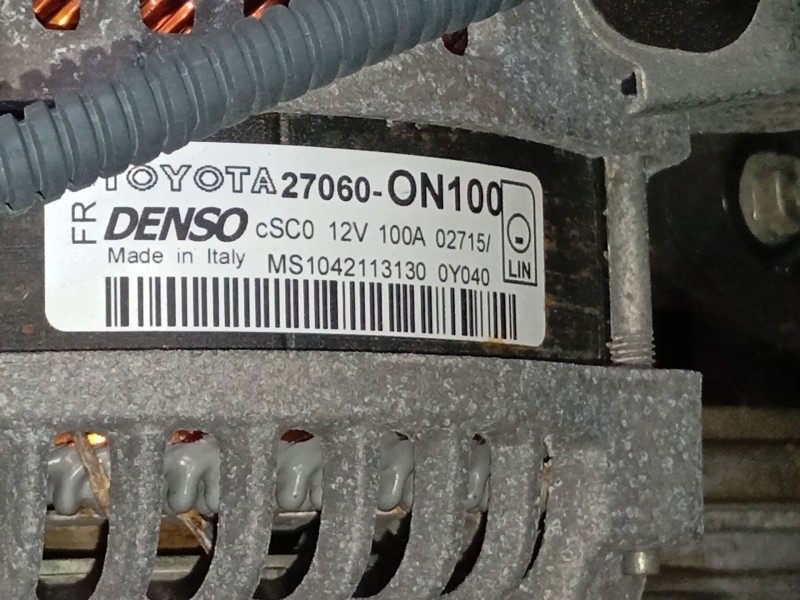 TOYOTA 27060-0N100
FR DENSO cSC0 12V 100A 02715/
Made in Italy MS1042113130 0Y040
LIN